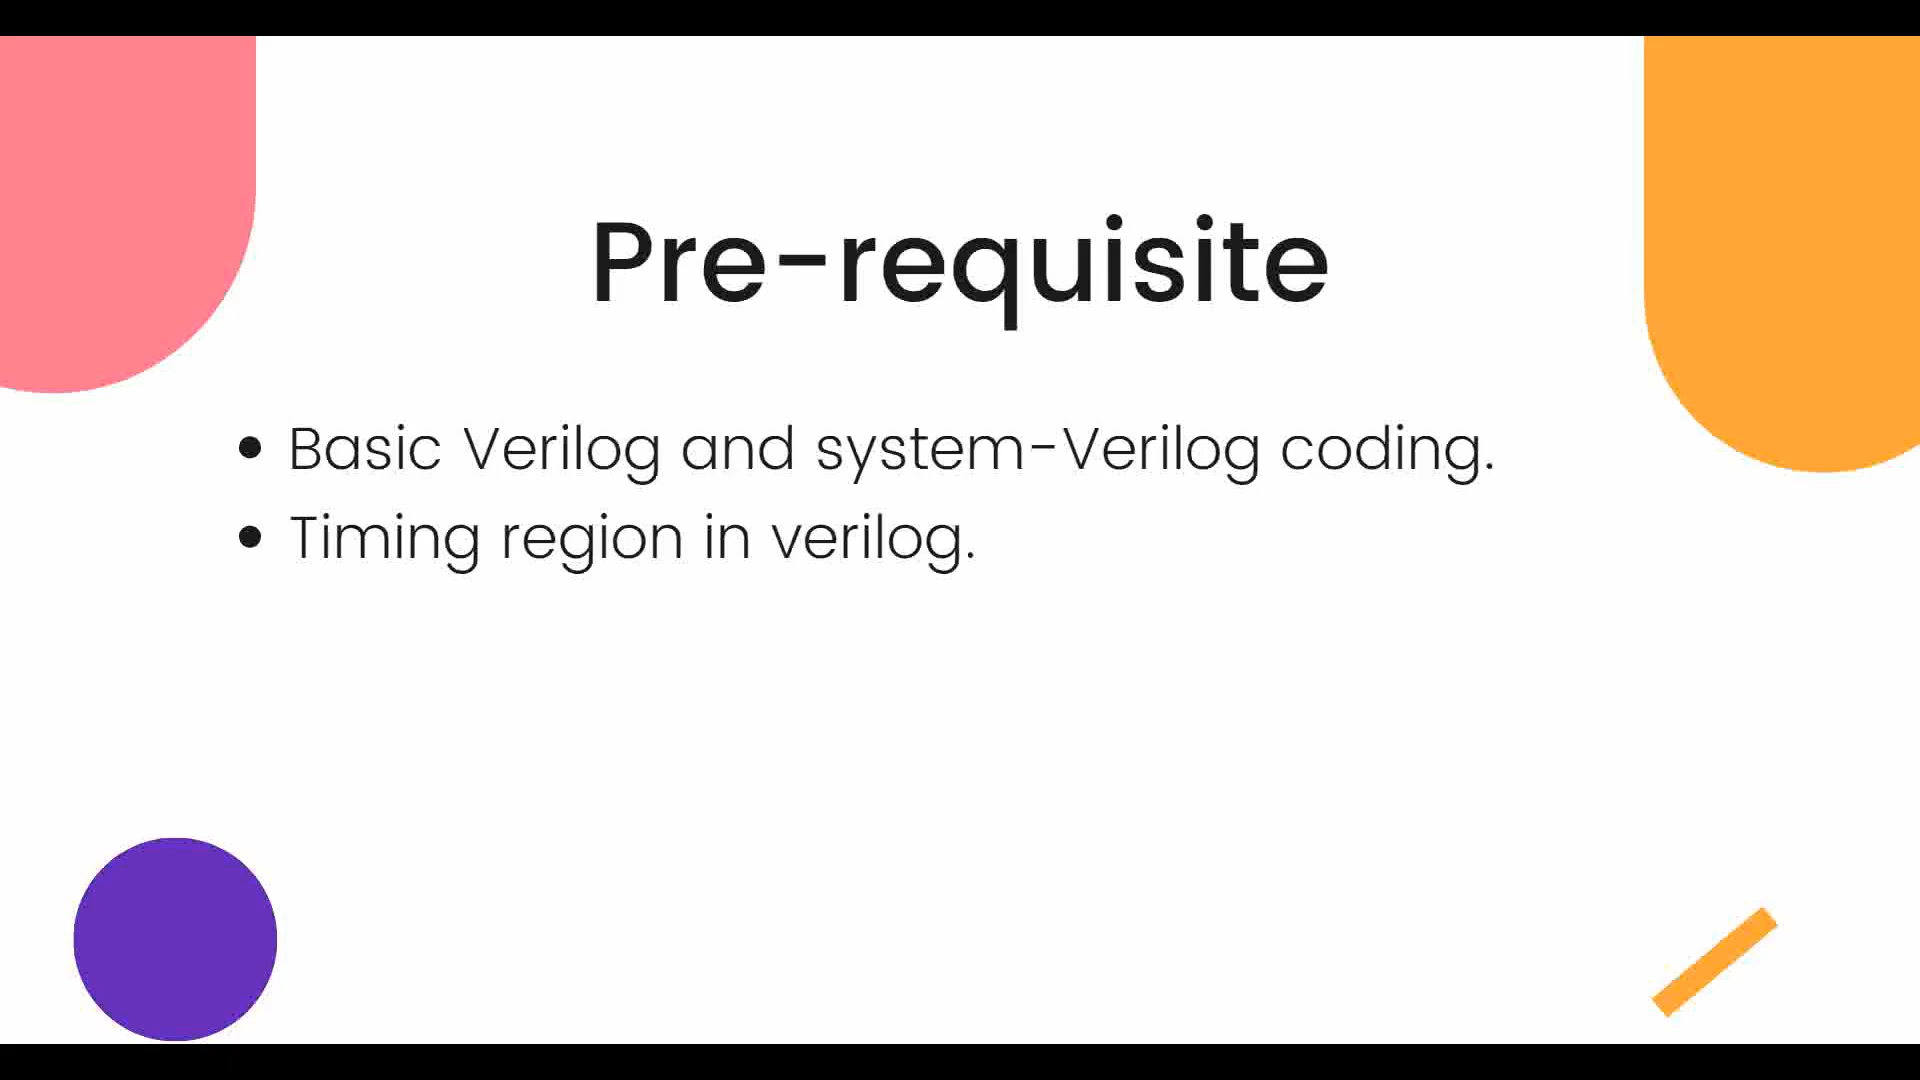 Pre-requisite
• Basic Verilog and system-Verilog coding.
• Timing region in verilog.